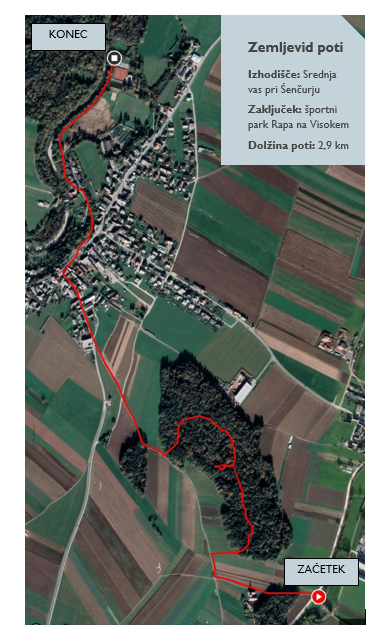 KONEC
Zemljevid poti
Izhodišče: Srednja
vas pri Šenčurju
Zaključek: športni
park Rapa na Visokem
Dolžina poti: 2,9 km
ZAČETEK